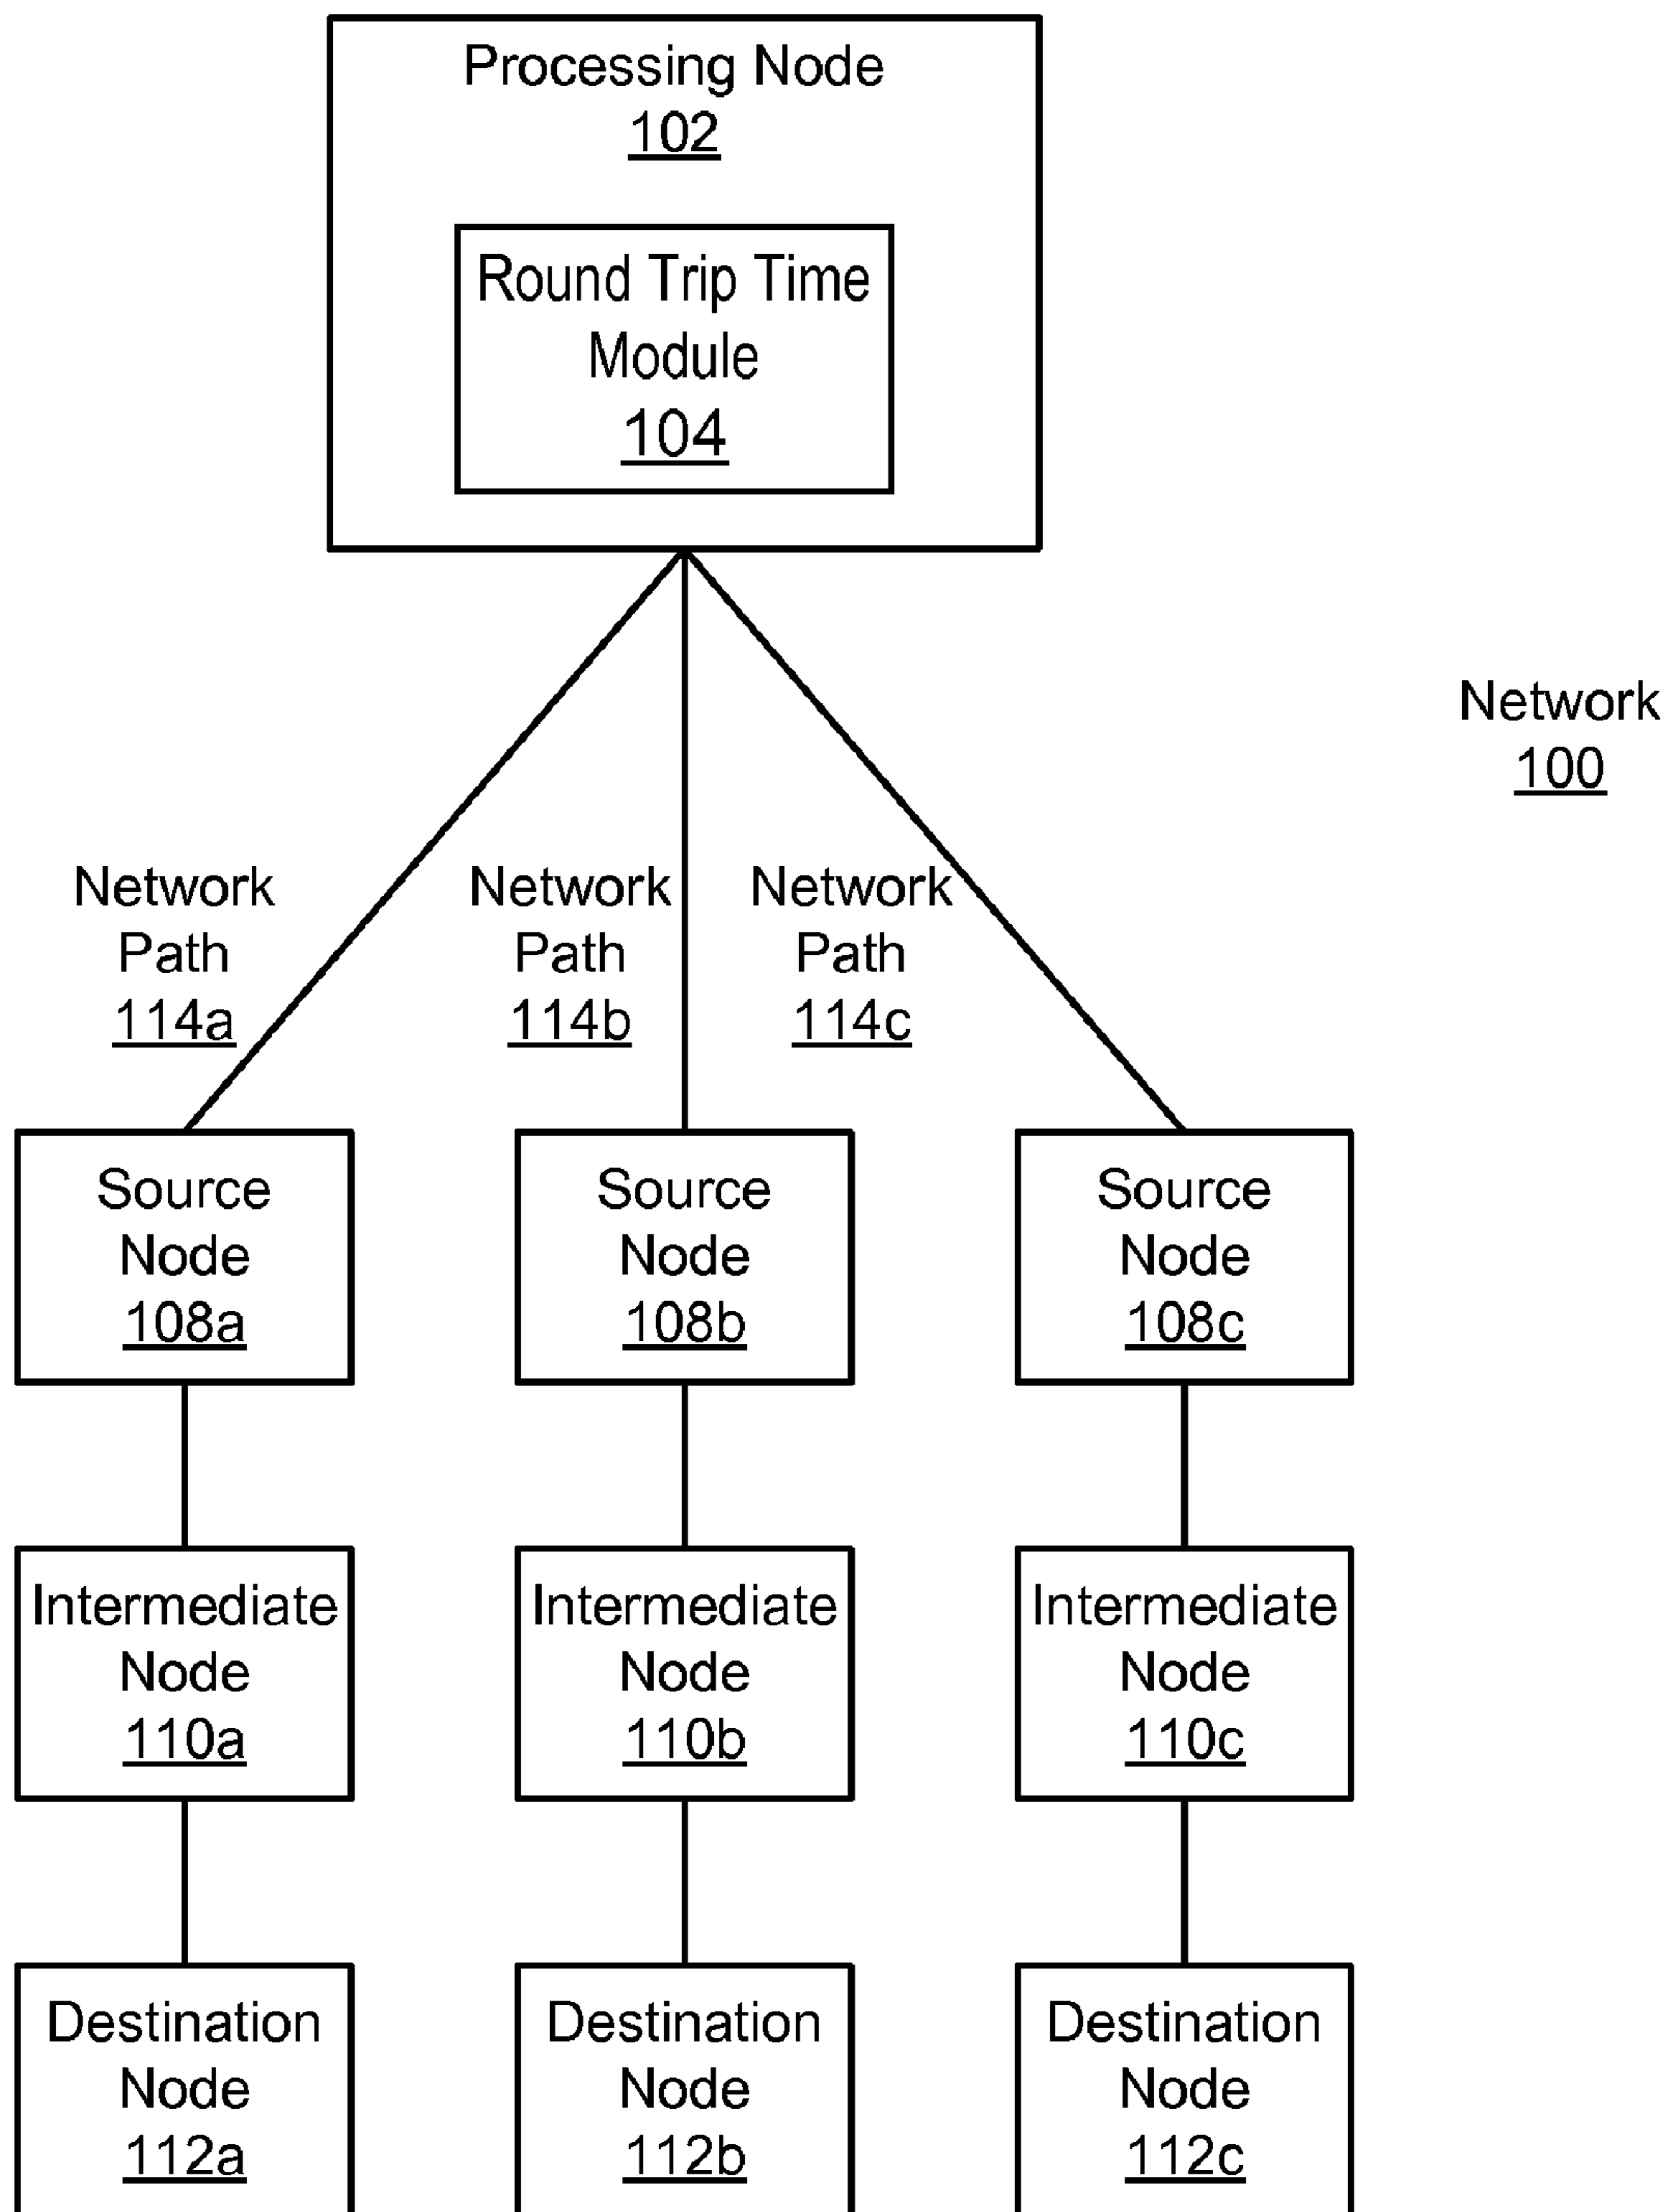 Processing Node
102
Round Trip Time
Module
104
Network
100
Network
Path
114a
Network
Path
114b
Network
Path
114c
Source
Node
108a
Source
Node
108b
Source
Node
108c
Intermediate
Node
110a
Intermediate
Node
110b
Intermediate
Node
110c
Destination
Node
112a
Destination
Node
112b
Destination
Node
112c